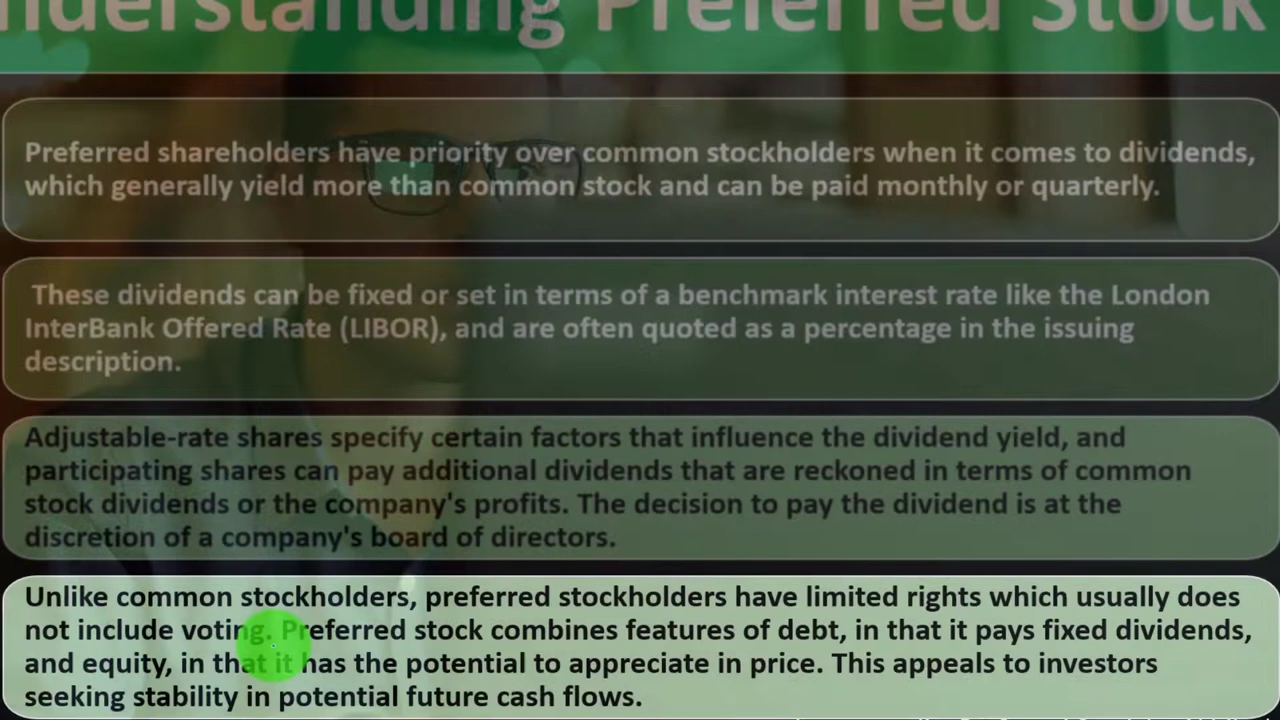 nderstanding Preferred Stock
Preferred shareholders have priority over common stockholders when it comes to dividends,
which generally yield more than common stock and can be paid monthly or quarterly.
These dividends can be fixed or set in terms of a benchmark interest rate like the London
InterBank Offered Rate (LIBOR), and are often quoted as a percentage in the issuing
description.
Adjustable-rate shares specify certain factors that influence the dividend yield, and
participating shares can pay additional dividends that are reckoned in terms of common
stock dividends or the company's profits. The decision to pay the dividend is at the
discretion of a company's board of directors.
Unlike common stockholders, preferred stockholders have limited rights which usually does
not include voting. Preferred stock combines features of debt, in that it pays fixed dividends,
and equity, in that it has the potential to appreciate in price. This appeals to investors
seeking stability in potential future cash flows.